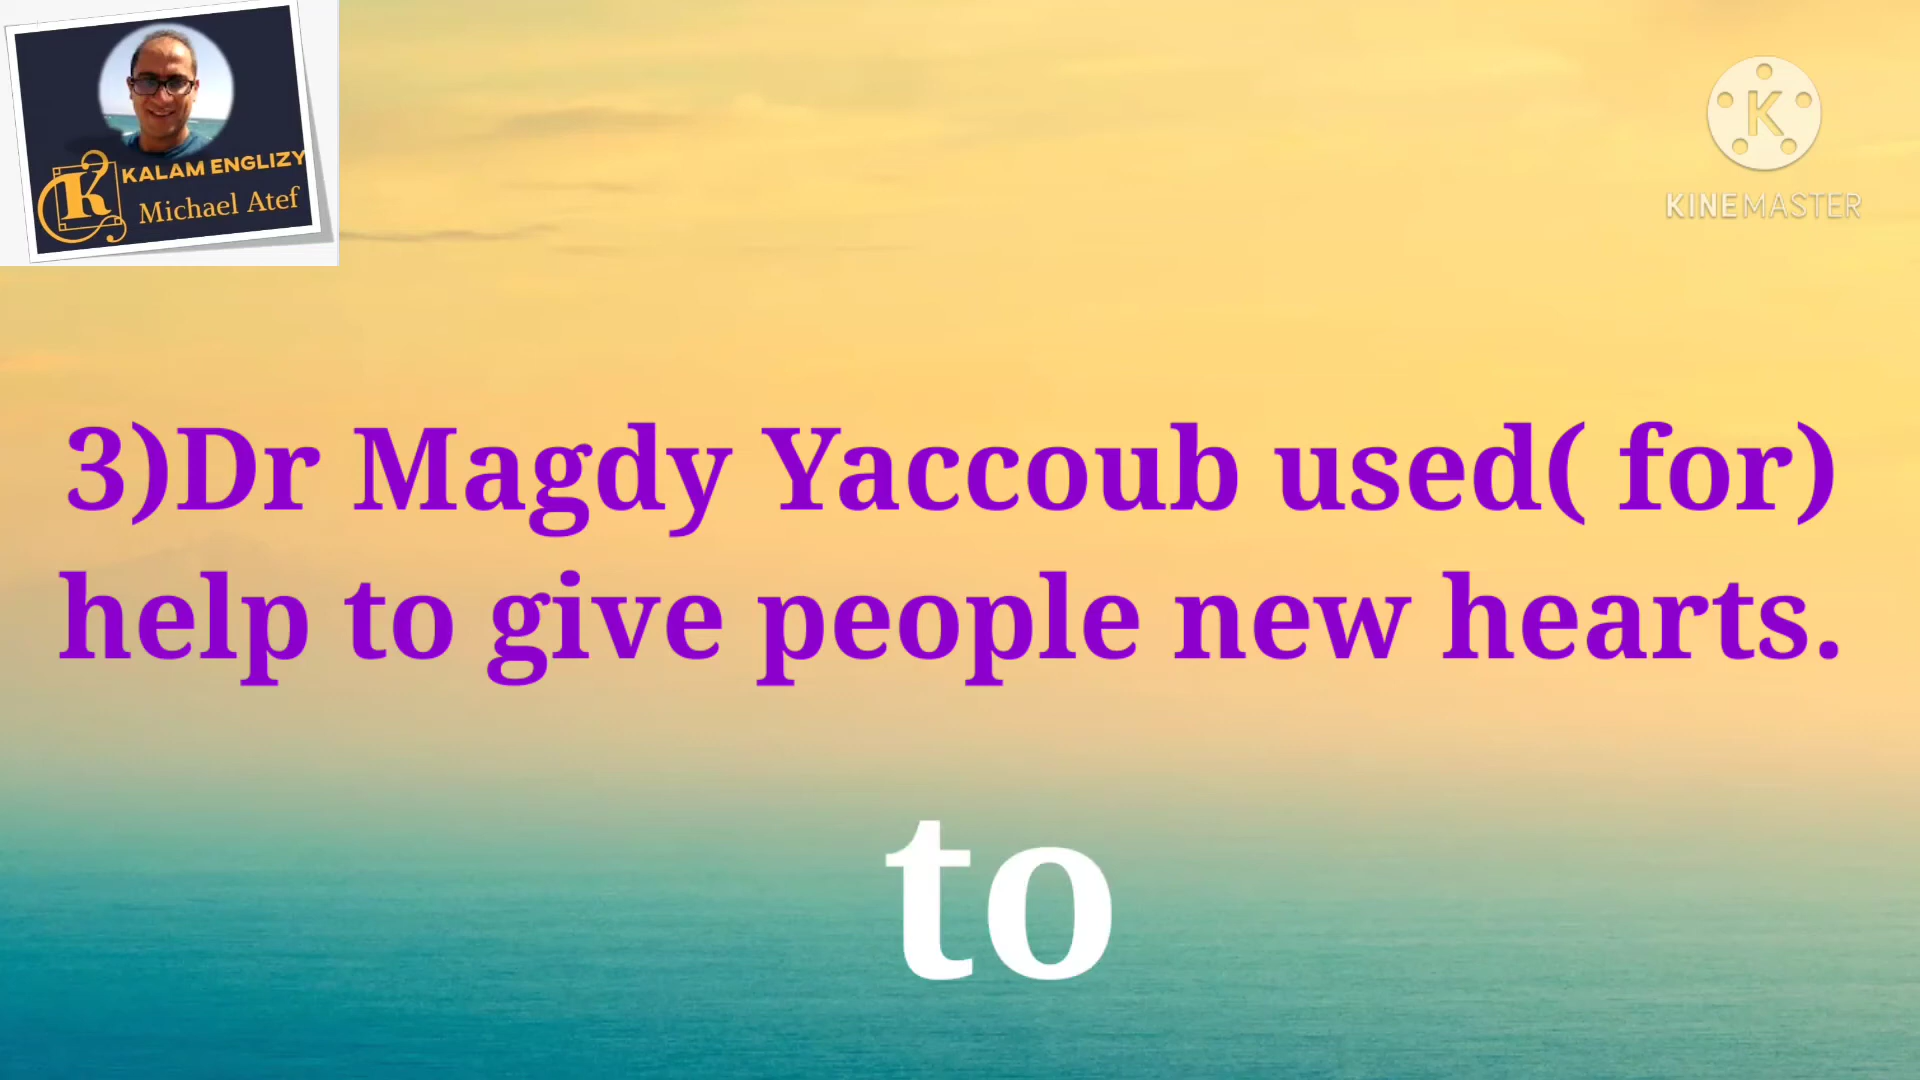 KALAM ENGLIZY
Michael Atef
K
KINEMASTER
3)Dr Magdy Yaccoub used( for)
help to give people new hearts.
to